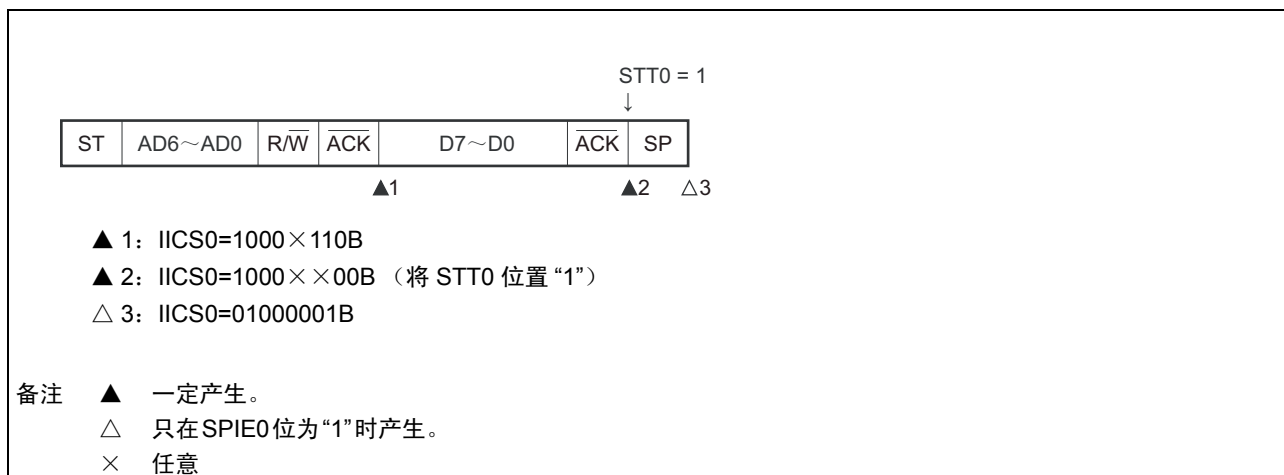 STT0 = 1
↓
ST AD6～AD0 R/W̅ A̅C̅K̅ D7～D0 A̅C̅K̅ SP
▲1 ▲2 △3
▲ 1：IICS0=1000×110B
▲ 2：IICS0=1000××00B （将 STT0 位置 “1”）
△ 3：IICS0=01000001B
备注 ▲ 一定产生。
△ 只在SPIE0位为“1”时产生。
× 任意